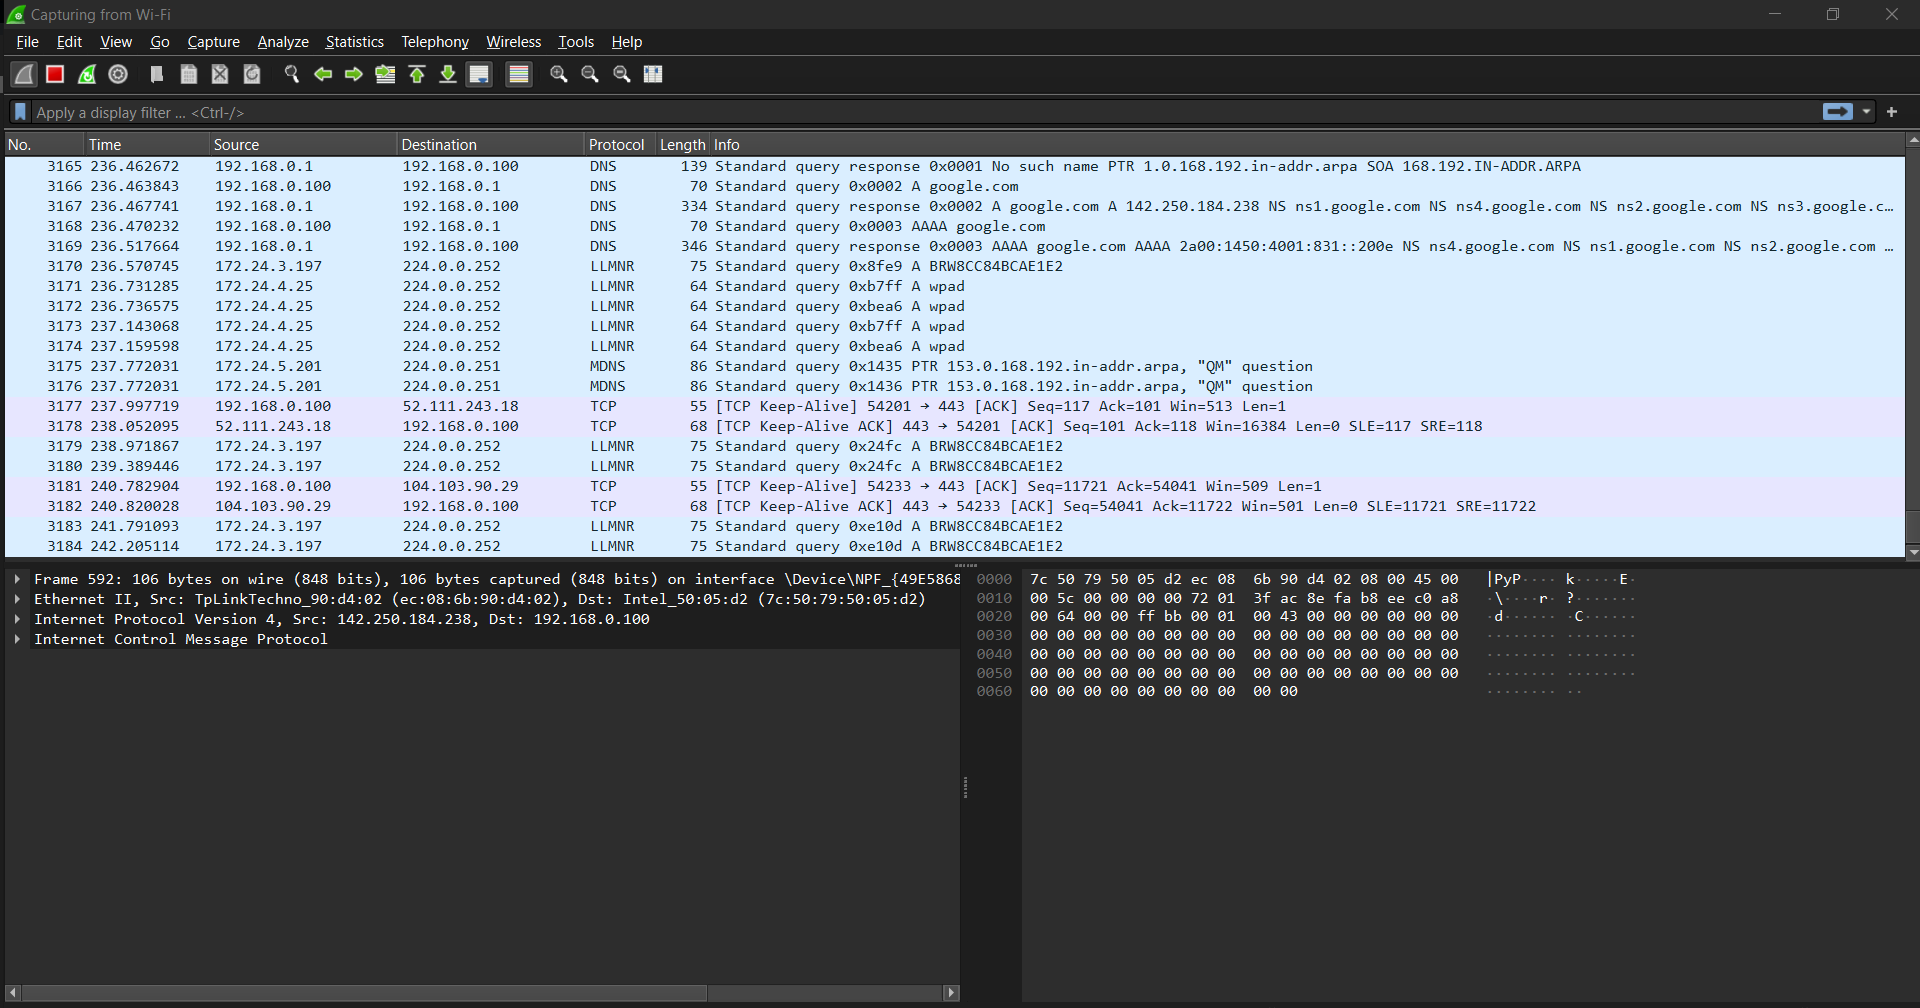 Capturing from Wi-Fi
File Edit View Go Capture Analyze Statistics Telephony Wireless Tools Help
Apply a display filter ... <Ctrl-/>
No. Time Source Destination Protocol Length Info
3165 236.462672 192.168.0.1 192.168.0.100 DNS 139 Standard query response 0x0001 No such name PTR 1.0.168.192.in-addr.arpa SOA 168.192.IN-ADDR.ARPA
3166 236.463843 192.168.0.100 192.168.0.1 DNS 70 Standard query 0x0002 A google.com
3167 236.467741 192.168.0.1 192.168.0.100 DNS 334 Standard query response 0x0002 A google.com A 142.250.184.238 NS ns1.google.com NS ns4.google.com NS ns2.google.com NS ns3.google.c…
3168 236.470232 192.168.0.100 192.168.0.1 DNS 70 Standard query 0x0003 AAAA google.com
3169 236.517664 192.168.0.1 192.168.0.100 DNS 346 Standard query response 0x0003 AAAA google.com AAAA 2a00:1450:4001:831::200e NS ns4.google.com NS ns1.google.com NS ns2.google.com …
3170 236.570745 172.24.3.197 224.0.0.252 LLMNR 75 Standard query 0x8fe9 A BRW8CC84BCAE1E2
3171 236.731285 172.24.4.25 224.0.0.252 LLMNR 64 Standard query 0xb7ff A wpad
3172 236.736575 172.24.4.25 224.0.0.252 LLMNR 64 Standard query 0xbea6 A wpad
3173 237.143068 172.24.4.25 224.0.0.252 LLMNR 64 Standard query 0xb7ff A wpad
3174 237.159598 172.24.4.25 224.0.0.252 LLMNR 64 Standard query 0xbea6 A wpad
3175 237.772031 172.24.5.201 224.0.0.251 MDNS 86 Standard query 0x1435 PTR 153.0.168.192.in-addr.arpa, "QM" question
3176 237.772031 172.24.5.201 224.0.0.251 MDNS 86 Standard query 0x1436 PTR 153.0.168.192.in-addr.arpa, "QM" question
3177 237.997719 192.168.0.100 52.111.243.18 TCP 55 [TCP Keep-Alive] 54201 → 443 [ACK] Seq=117 Ack=101 Win=513 Len=1
3178 238.052095 52.111.243.18 192.168.0.100 TCP 68 [TCP Keep-Alive ACK] 443 → 54201 [ACK] Seq=101 Ack=118 Win=16384 Len=0 SLE=117 SRE=118
3179 238.971867 172.24.3.197 224.0.0.252 LLMNR 75 Standard query 0x24fc A BRW8CC84BCAE1E2
3180 239.389446 172.24.3.197 224.0.0.252 LLMNR 75 Standard query 0x24fc A BRW8CC84BCAE1E2
3181 240.782904 192.168.0.100 104.103.90.29 TCP 55 [TCP Keep-Alive] 54233 → 443 [ACK] Seq=11721 Ack=54041 Win=509 Len=1
3182 240.820028 104.103.90.29 192.168.0.100 TCP 68 [TCP Keep-Alive ACK] 443 → 54233 [ACK] Seq=54041 Ack=11722 Win=501 Len=0 SLE=11721 SRE=11722
3183 241.791093 172.24.3.197 224.0.0.252 LLMNR 75 Standard query 0xe10d A BRW8CC84BCAE1E2
3184 242.205114 172.24.3.197 224.0.0.252 LLMNR 75 Standard query 0xe10d A BRW8CC84BCAE1E2
Frame 592: 106 bytes on wire (848 bits), 106 bytes captured (848 bits) on interface \Device\NPF_{49E5868
Ethernet II, Src: TpLinkTechno_90:d4:02 (ec:08:6b:90:d4:02), Dst: Intel_50:05:d2 (7c:50:79:50:05:d2)
Internet Protocol Version 4, Src: 142.250.184.238, Dst: 192.168.0.100
Internet Control Message Protocol
0000 7c 50 79 50 05 d2 ec 08 6b 90 d4 02 08 00 45 00 |PyP···· k·····E·
0010 00 5c 00 00 00 00 72 01 3f ac 8e fa b8 ee c0 a8 ·\····r· ?·······
0020 00 64 00 00 ff bb 00 01 00 43 00 00 00 00 00 00 ·d······ ·C······
0030 00 00 00 00 00 00 00 00 00 00 00 00 00 00 00 00 ········ ········
0040 00 00 00 00 00 00 00 00 00 00 00 00 00 00 00 00 ········ ········
0050 00 00 00 00 00 00 00 00 00 00 00 00 00 00 00 00 ········ ········
0060 00 00 00 00 00 00 00 00 00 00 ········ ··